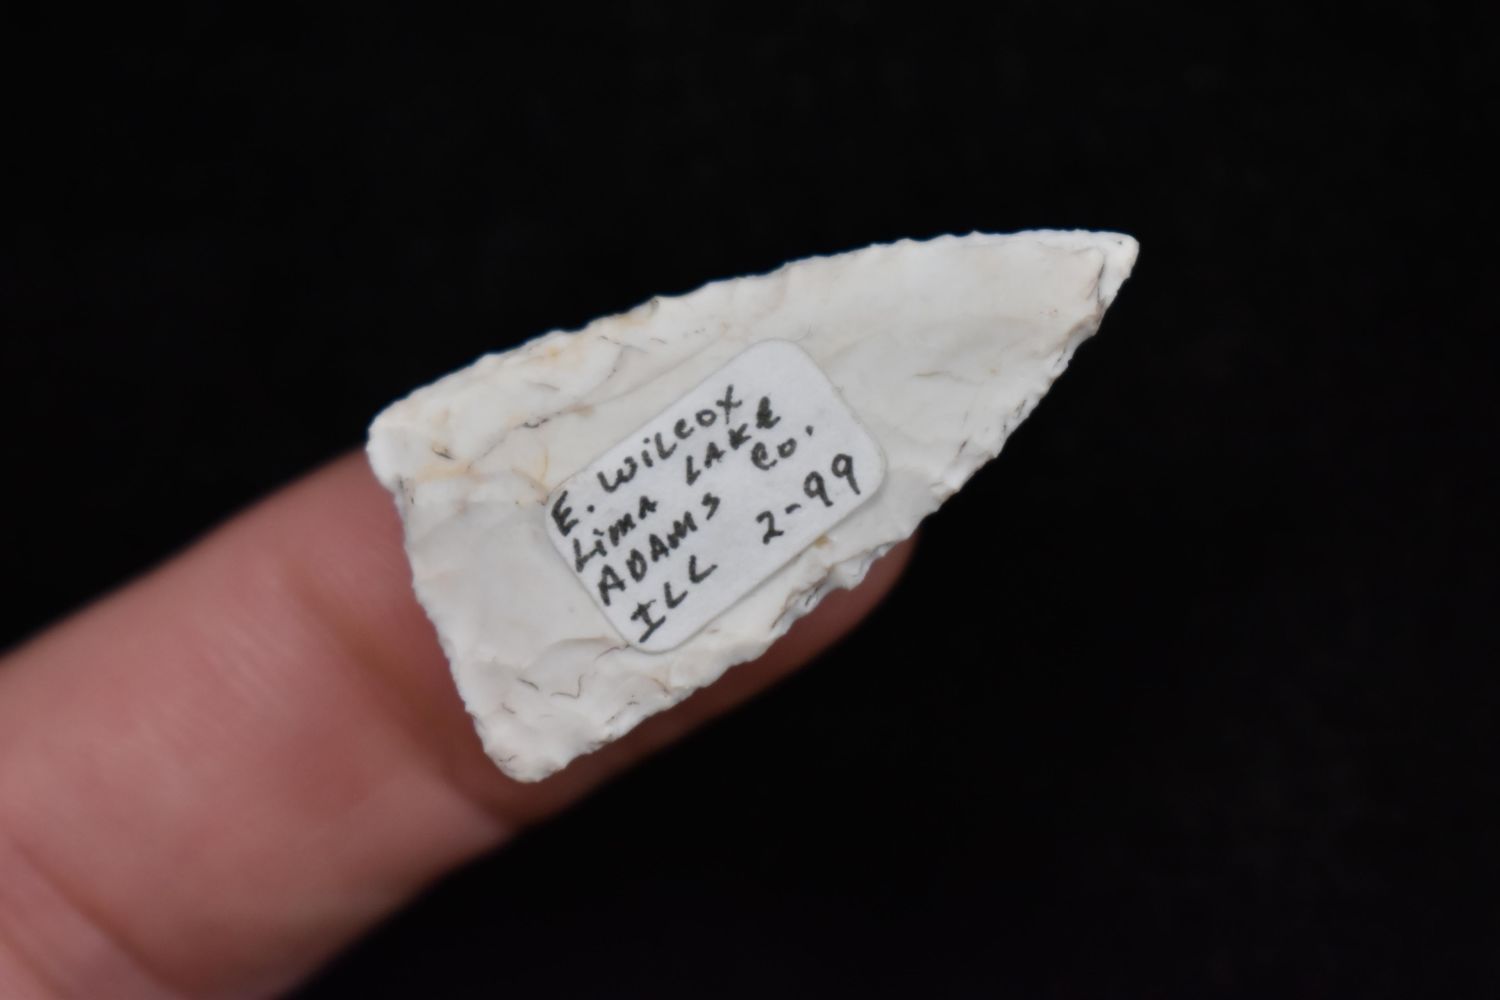 E. WilCOX
Lima LAKE
ADAMS Co.
ILL 2-99